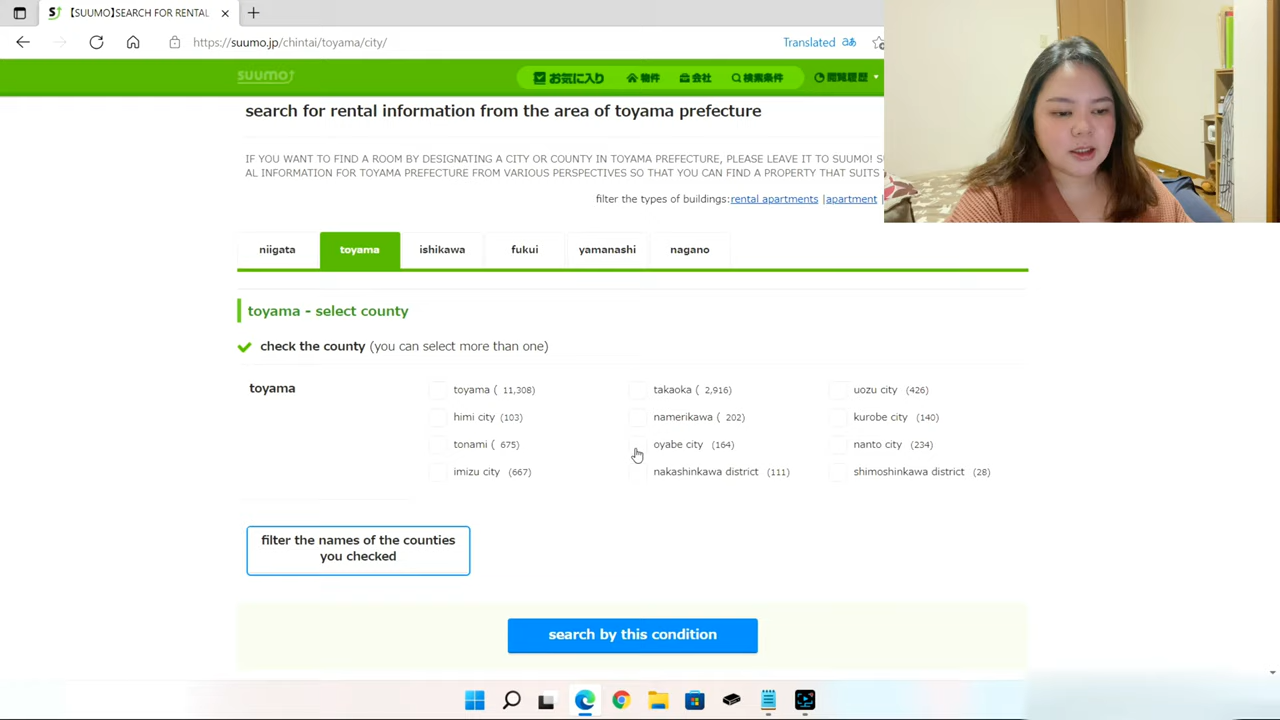 【SUUMO】SEARCH FOR RENTAL
https://suumo.jp/chintai/toyama/city/
Translated
suumo
お気に入り 物件 会社 検索条件 閲覧履歴
search for rental information from the area of toyama prefecture
IF YOU WANT TO FIND A ROOM BY DESIGNATING A CITY OR COUNTY IN TOYAMA PREFECTURE, PLEASE LEAVE IT TO SUUMO! S
AL INFORMATION FOR TOYAMA PREFECTURE FROM VARIOUS PERSPECTIVES SO THAT YOU CAN FIND A PROPERTY THAT SUITS
filter the types of buildings:rental apartments |apartment |
niigata toyama ishikawa fukui yamanashi nagano
toyama - select county
check the county (you can select more than one)
toyama
toyama ( 11,308) takaoka ( 2,916) uozu city (426)
himi city (103) namerikawa ( 202) kurobe city (140)
tonami ( 675) oyabe city (164) nanto city (234)
imizu city (667) nakashinkawa district (111) shimoshinkawa district (28)
filter the names of the counties
you checked
search by this condition